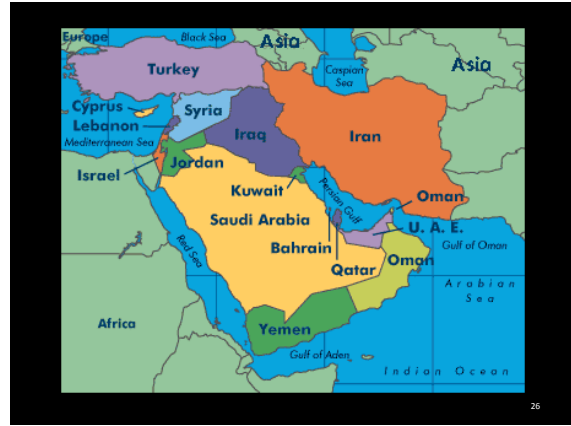 Europe
Black Sea
Asia
Asia
Turkey
Caspian
Sea
Cyprus
Syria
Lebanon
Iraq
Iran
Mediterranean Sea
Jordan
Israel
Kuwait
Persian Gulf
Oman
Saudi Arabia
U. A. E.
Bahrain
Gulf of Oman
Red Sea
Qatar
Oman
Arabian
Sea
Africa
Yemen
Gulf of Aden
Indian Ocean
26